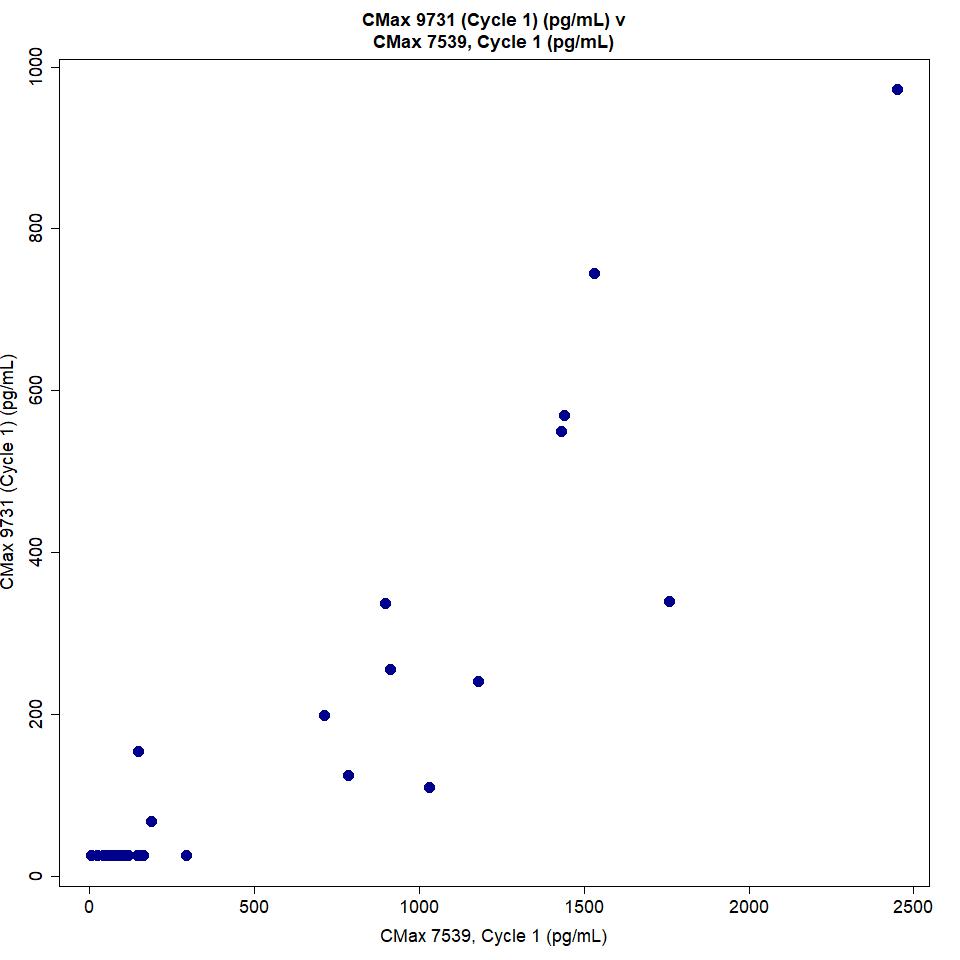 CMax 9731 (Cycle 1) (pg/mL) v
CMax 7539, Cycle 1 (pg/mL)
CMax 9731 (Cycle 1) (pg/mL)
1000
800
600
400
200
0
0 500 1000 1500 2000 2500
CMax 7539, Cycle 1 (pg/mL)